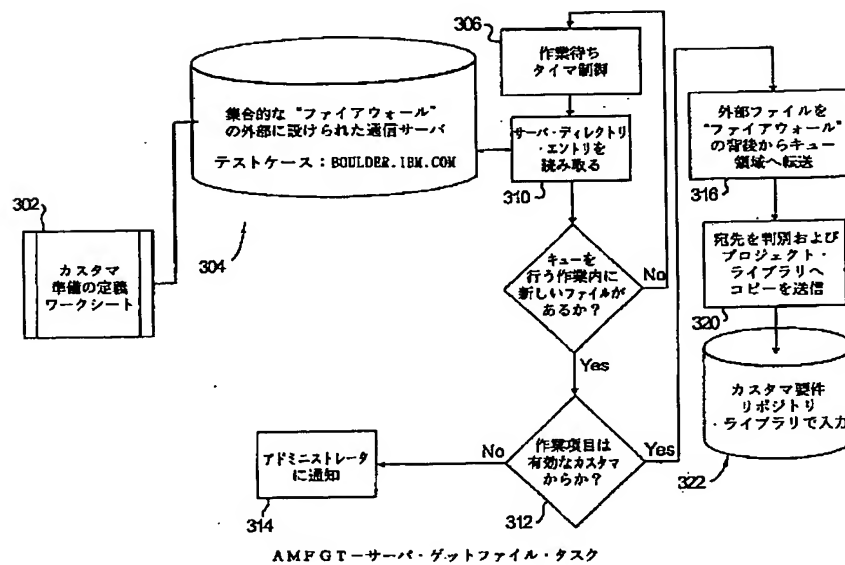 302
カスタマ
準備の定義
ワークシート
集合的な“ファイアウォール”
の外部に設けられた通信サーバ
テストケース：BOULDER.IBM.COM
304
306
作業待ち
タイマ制御
サーバ・ディレクトリ
・エントリを
読み取る
310
キューを
行う作業内に
新しいファイルが
あるか？
No
Yes
作業項目は
有効なカスタマ
からか？
312
No
Yes
アドミニストレータ
に通知
314
外部ファイルを
“ファイアウォール”
の背後からキュー
領域へ転送
316
宛先を判別および
プロジェクト・
ライブラリへ
コピーを送信
320
カスタマ要件
リポジトリ
・ライブラリで入力
322
AMFGT－サーバ・ゲットファイル・タスク